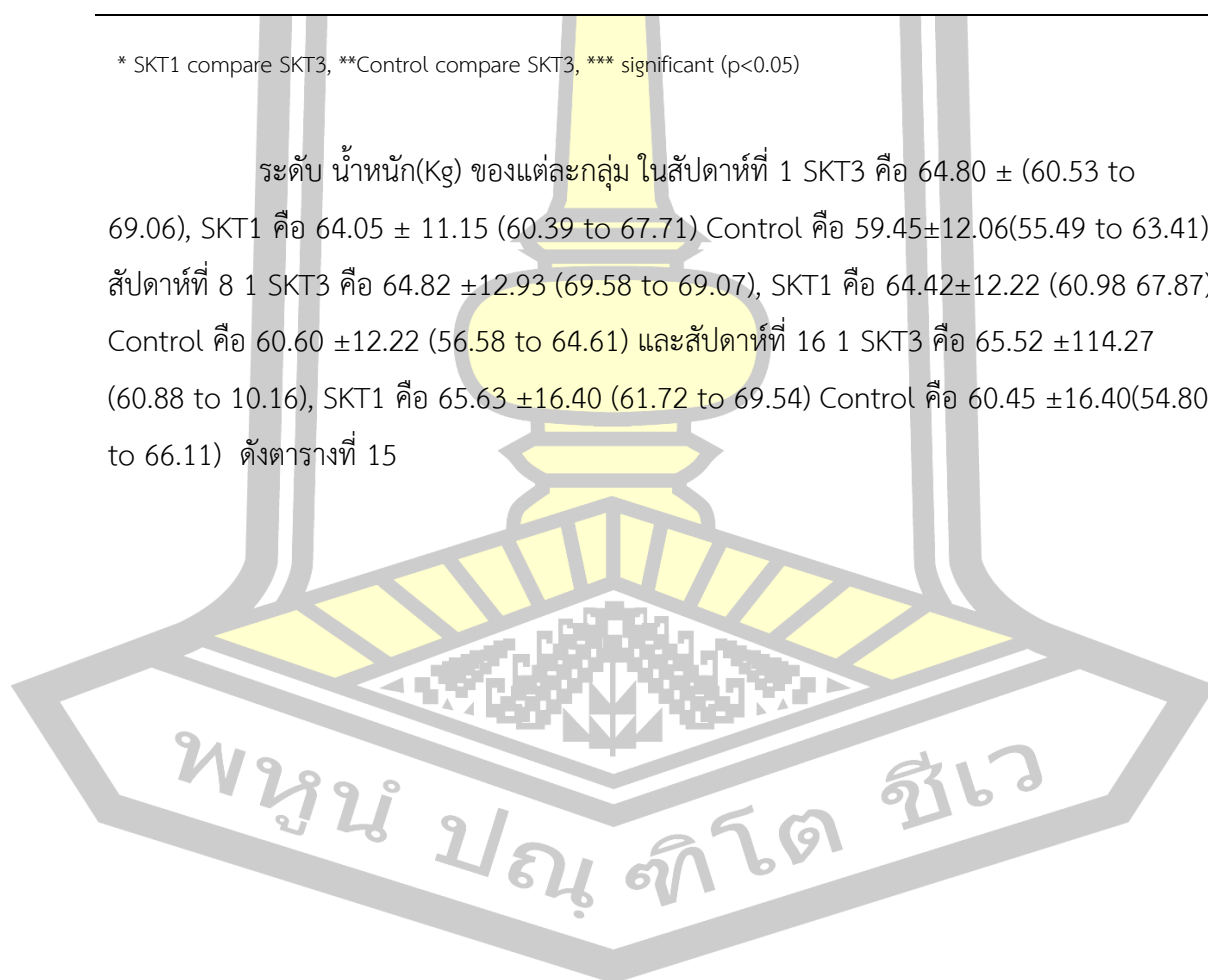 * SKT1 compare SKT3, **Control compare SKT3, *** significant (p<0.05)
ระดับ น้ำหนัก(Kg) ของแต่ละกลุ่ม ในสัปดาห์ที่ 1 SKT3 คือ 64.80 ± (60.53 to
69.06), SKT1 คือ 64.05 ± 11.15 (60.39 to 67.71) Control คือ 59.45±12.06(55.49 to 63.41)
สัปดาห์ที่ 8 1 SKT3 คือ 64.82 ±12.93 (69.58 to 69.07), SKT1 คือ 64.42±12.22 (60.98 67.87)
Control คือ 60.60 ±12.22 (56.58 to 64.61) และสัปดาห์ที่ 16 1 SKT3 คือ 65.52 ±114.27
(60.88 to 10.16), SKT1 คือ 65.63 ±16.40 (61.72 to 69.54) Control คือ 60.45 ±16.40(54.80
to 66.11) ดังตารางที่ 15
พหูนํ ปณฺฑิโต ชีเว